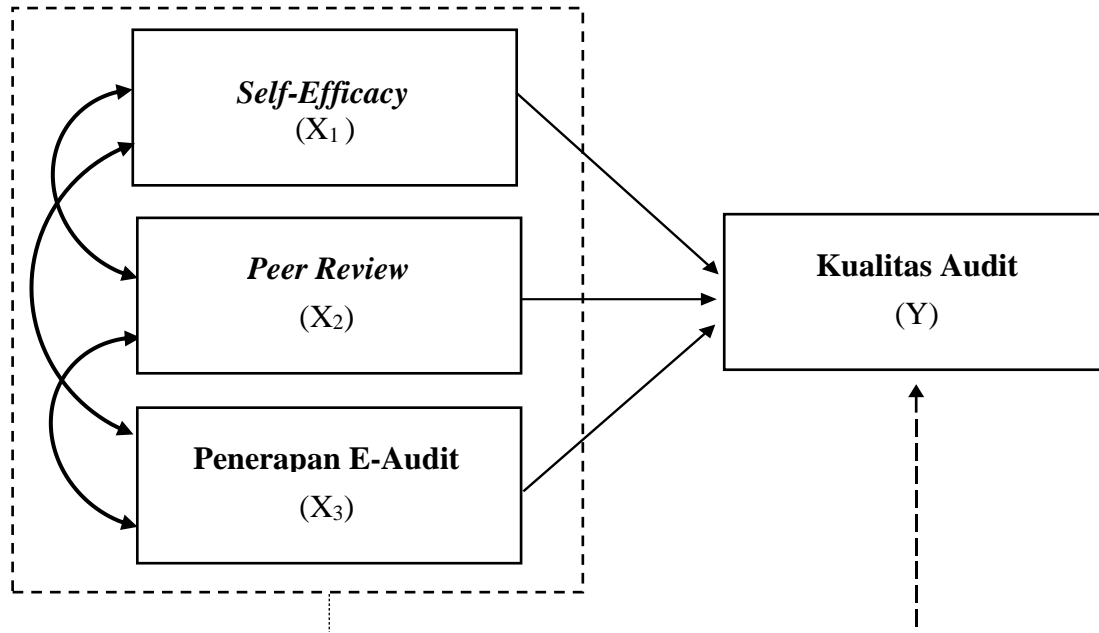 Self-Efficacy
(X₁ )
Peer Review
(X₂)
Penerapan E-Audit
(X₃)
Kualitas Audit
(Y)